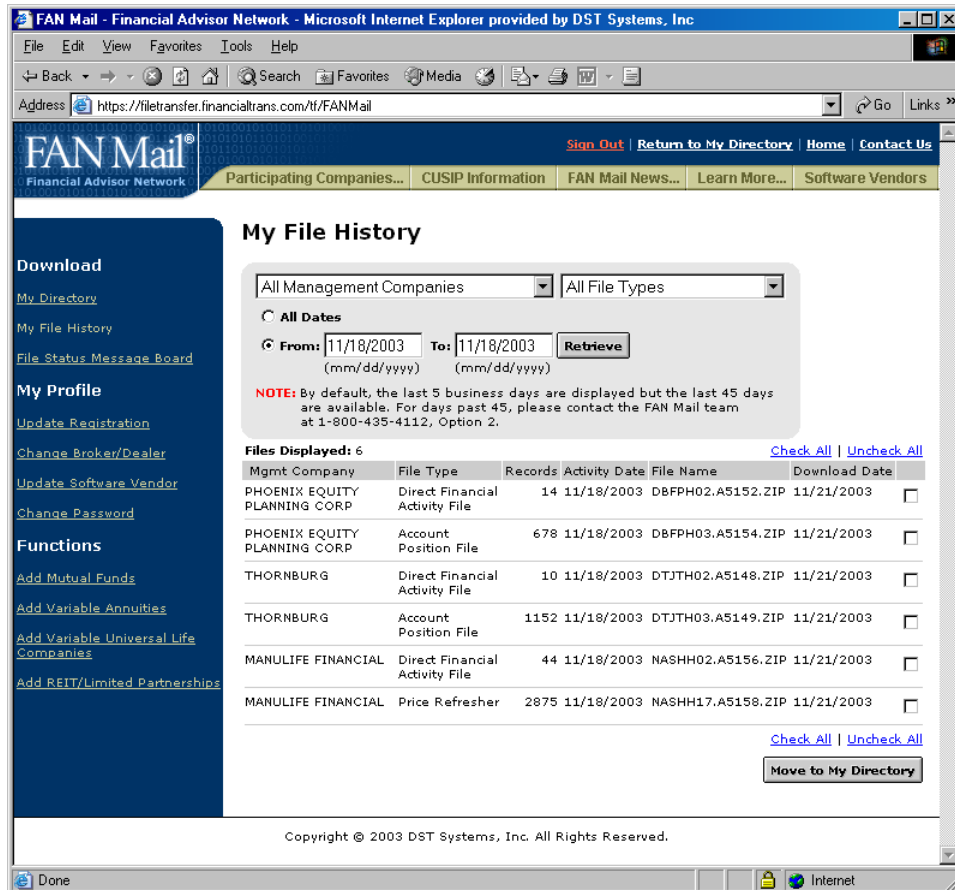 FAN Mail - Financial Advisor Network - Microsoft Internet Explorer provided by DST Systems, Inc
File Edit View Favorites Tools Help
Back Search Favorites Media
Address https://filetransfer.financialtrans.com/tf/FANMail Go Links »
FAN Mail®
Financial Advisor Network
Sign Out | Return to My Directory | Home | Contact Us
Participating Companies... CUSIP Information FAN Mail News... Learn More... Software Vendors
Download
My Directory
My File History
File Status Message Board
My Profile
Update Registration
Change Broker/Dealer
Update Software Vendor
Change Password
Functions
Add Mutual Funds
Add Variable Annuities
Add Variable Universal Life
Companies
Add REIT/Limited Partnerships
My File History
All Management Companies All File Types
All Dates
From: 11/18/2003 To: 11/18/2003 Retrieve
(mm/dd/yyyy) (mm/dd/yyyy)
NOTE: By default, the last 5 business days are displayed but the last 45 days
are available. For days past 45, please contact the FAN Mail team
at 1-800-435-4112, Option 2.
Files Displayed: 6 Check All | Uncheck All
Mgmt Company File Type Records Activity Date File Name Download Date
PHOENIX EQUITY Direct Financial 14 11/18/2003 DBFPH02.A5152.ZIP 11/21/2003
PLANNING CORP Activity File
PHOENIX EQUITY Account 678 11/18/2003 DBFPH03.A5154.ZIP 11/21/2003
PLANNING CORP Position File
THORNBURG Direct Financial 10 11/18/2003 DTJTH02.A5148.ZIP 11/21/2003
Activity File
THORNBURG Account 1152 11/18/2003 DTJTH03.A5149.ZIP 11/21/2003
Position File
MANULIFE FINANCIAL Direct Financial 44 11/18/2003 NASHH02.A5156.ZIP 11/21/2003
Activity File
MANULIFE FINANCIAL Price Refresher 2875 11/18/2003 NASHH17.A5158.ZIP 11/21/2003
Check All | Uncheck All
Move to My Directory
Copyright © 2003 DST Systems, Inc. All Rights Reserved.
Done Internet